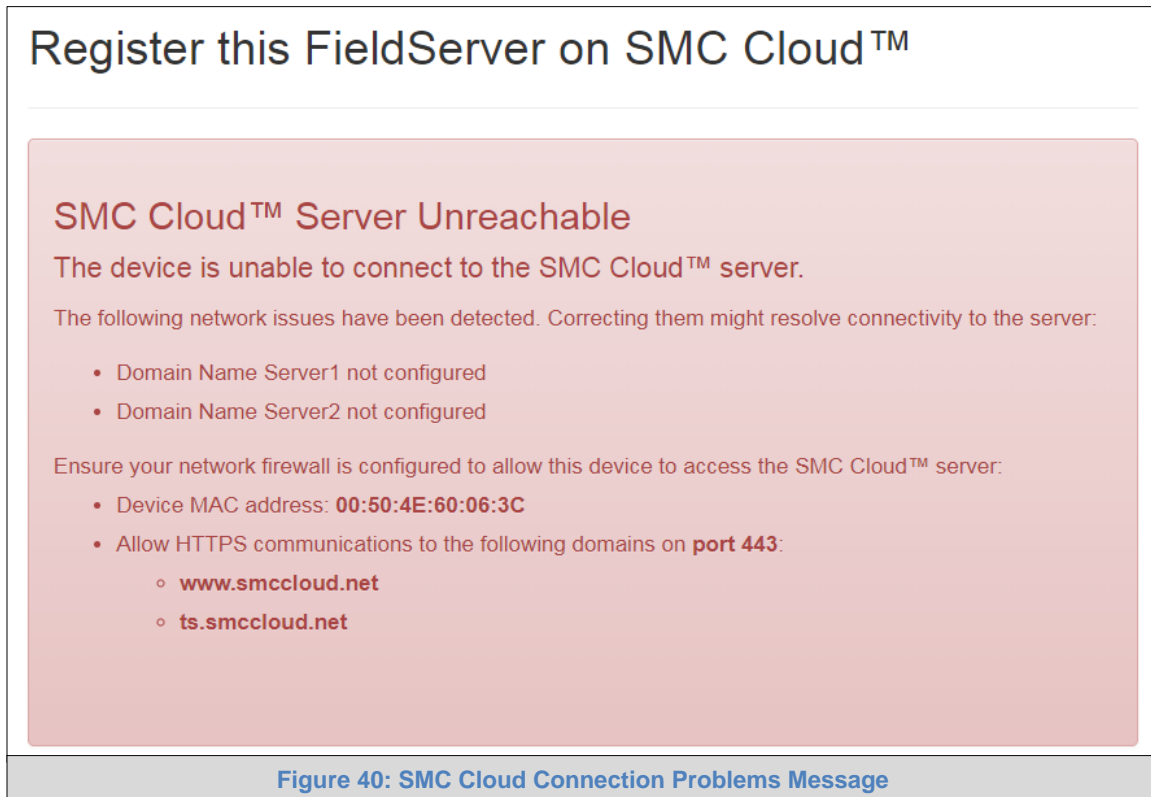 Register this FieldServer on SMC Cloud™
SMC Cloud™ Server Unreachable
The device is unable to connect to the SMC Cloud™ server.
The following network issues have been detected. Correcting them might resolve connectivity to the server:
• Domain Name Server1 not configured
• Domain Name Server2 not configured
Ensure your network firewall is configured to allow this device to access the SMC Cloud™ server:
• Device MAC address: 00:50:4E:60:06:3C
• Allow HTTPS communications to the following domains on port 443:
◦ www.smccloud.net
◦ ts.smccloud.net
Figure 40: SMC Cloud Connection Problems Message